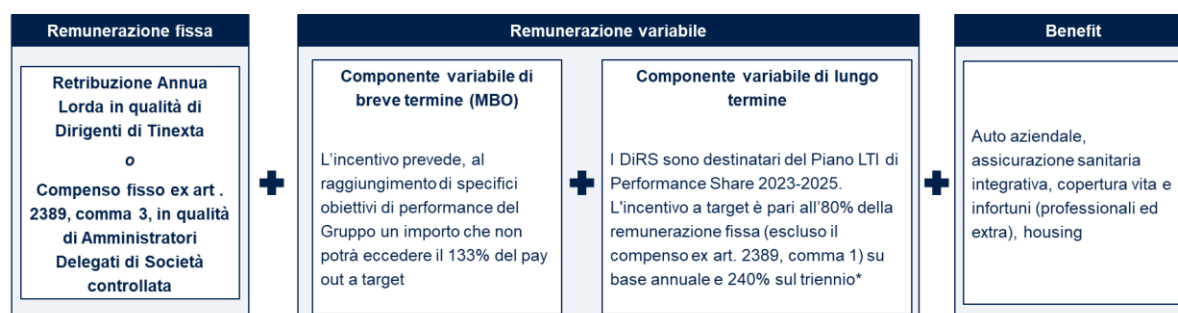 Remunerazione fissa
Retribuzione Annua
Lorda in qualità di
Dirigenti di Tinexta
o
Compenso fisso ex art .
2389, comma 3, in qualità
di Amministratori
Delegati di Società
controllata
Remunerazione variabile
Componente variabile di
breve termine (MBO)
L'incentivo prevede, al
raggiungimento di specifici
obiettivi di performance del
Gruppo un importo che non
potrà eccedere il 133% del pay
out a target
Componente variabile di lungo
termine
I DiRS sono destinatari del Piano LTI di
Performance Share 2023-2025.
L'incentivo a target è pari all'80% della
remunerazione fissa (escluso il
compenso ex art. 2389, comma 1) su
base annuale e 240% sul triennio*
Benefit
Auto aziendale,
assicurazione sanitaria
integrativa, copertura vita e
infortuni (professionali ed
extra), housing